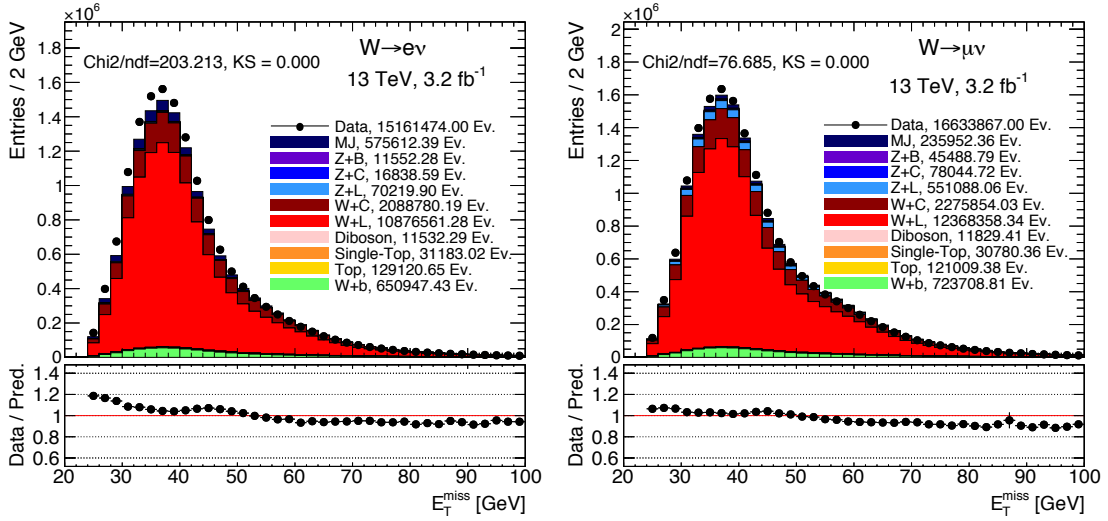 ×10⁶
Entries / 2 GeV
1.8
1.6
1.4
1.2
1
0.8
0.6
0.4
0.2
0
W→eν
Chi2/ndf=203.213, KS = 0.000
13 TeV, 3.2 fb⁻¹
Data, 15161474.00 Ev.
MJ, 575612.39 Ev.
Z+B, 11552.28 Ev.
Z+C, 16838.59 Ev.
Z+L, 70219.90 Ev.
W+C, 2088780.19 Ev.
W+L, 10876561.28 Ev.
Diboson, 11532.29 Ev.
Single-Top, 31183.02 Ev.
Top, 129120.65 Ev.
W+b, 650947.43 Ev.
Data / Pred.
1.4
1.2
1
0.8
0.6
20 30 40 50 60 70 80 90 100
E_T^miss [GeV]
×10⁶
Entries / 2 GeV
2
1.8
1.6
1.4
1.2
1
0.8
0.6
0.4
0.2
0
W→μν
Chi2/ndf=76.685, KS = 0.000
13 TeV, 3.2 fb⁻¹
Data, 16633867.00 Ev.
MJ, 235952.36 Ev.
Z+B, 45488.79 Ev.
Z+C, 78044.72 Ev.
Z+L, 551088.06 Ev.
W+C, 2275854.03 Ev.
W+L, 12368358.34 Ev.
Diboson, 11829.41 Ev.
Single-Top, 30780.36 Ev.
Top, 121009.38 Ev.
W+b, 723708.81 Ev.
Data / Pred.
1.4
1.2
1
0.8
0.6
20 30 40 50 60 70 80 90 100
E_T^miss [GeV]